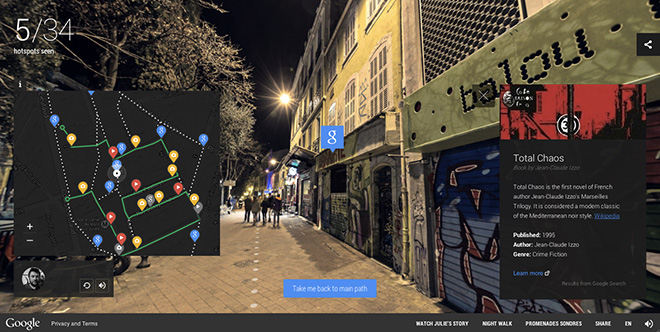 5/34
hotspots seen
i
balou
g
Total Chaos
Book by Jean-Claude Izzo
Total Chaos is the first novel of French
author Jean-Claude Izzo's Marseilles
Trilogy. It is considered a modern classic
of the Mediterranean noir style. Wikipedia
Published: 1995
Author: Jean-Claude Izzo
Genre: Crime Fiction
Learn more
Results from Google Search
Take me back to main path
Google
Privacy and Terms
WATCH JULIE'S STORY
NIGHT WALK
PROMENADES SONORES
SHARE
EN